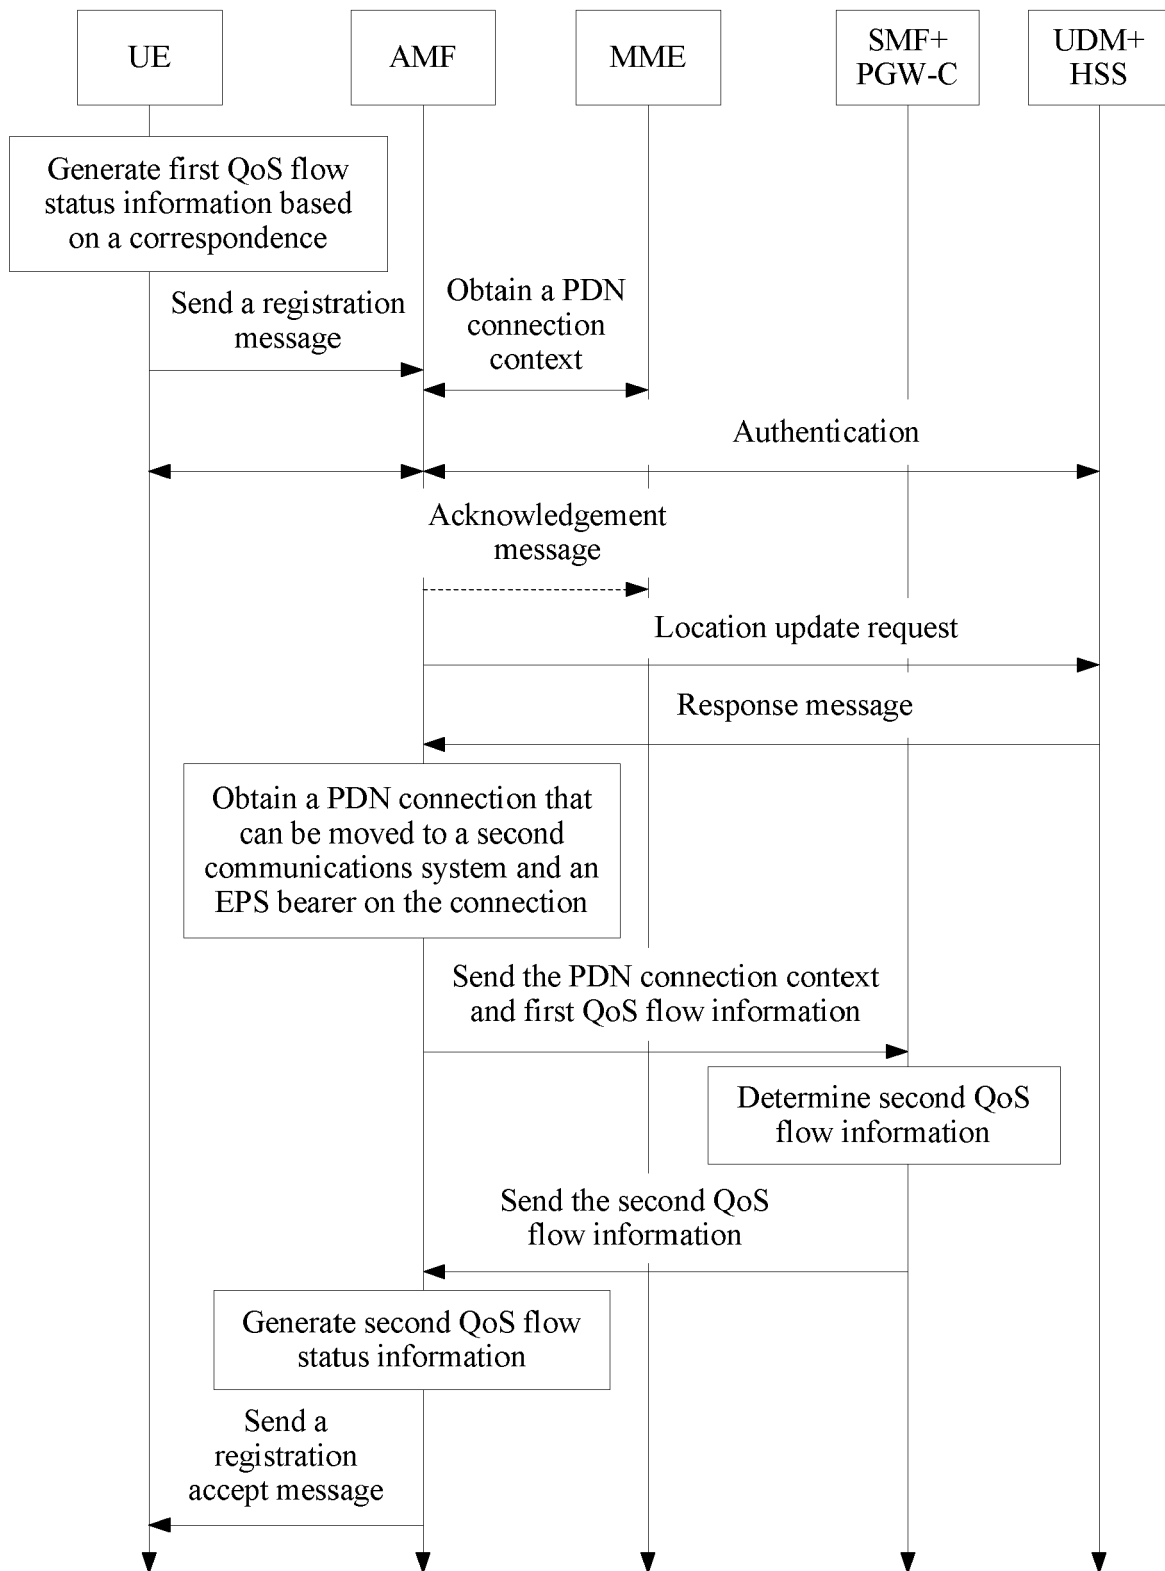 UE
AMF
MME
SMF+
PGW-C
UDM+
HSS
Generate first QoS flow
status information based
on a correspondence
Send a registration
message
Obtain a PDN
connection
context
Authentication
Acknowledgement
message
Location update request
Response message
Obtain a PDN connection that
can be moved to a second
communications system and an
EPS bearer on the connection
Send the PDN connection context
and first QoS flow information
Determine second QoS
flow information
Send the second QoS
flow information
Generate second QoS flow
status information
Send a
registration
accept message